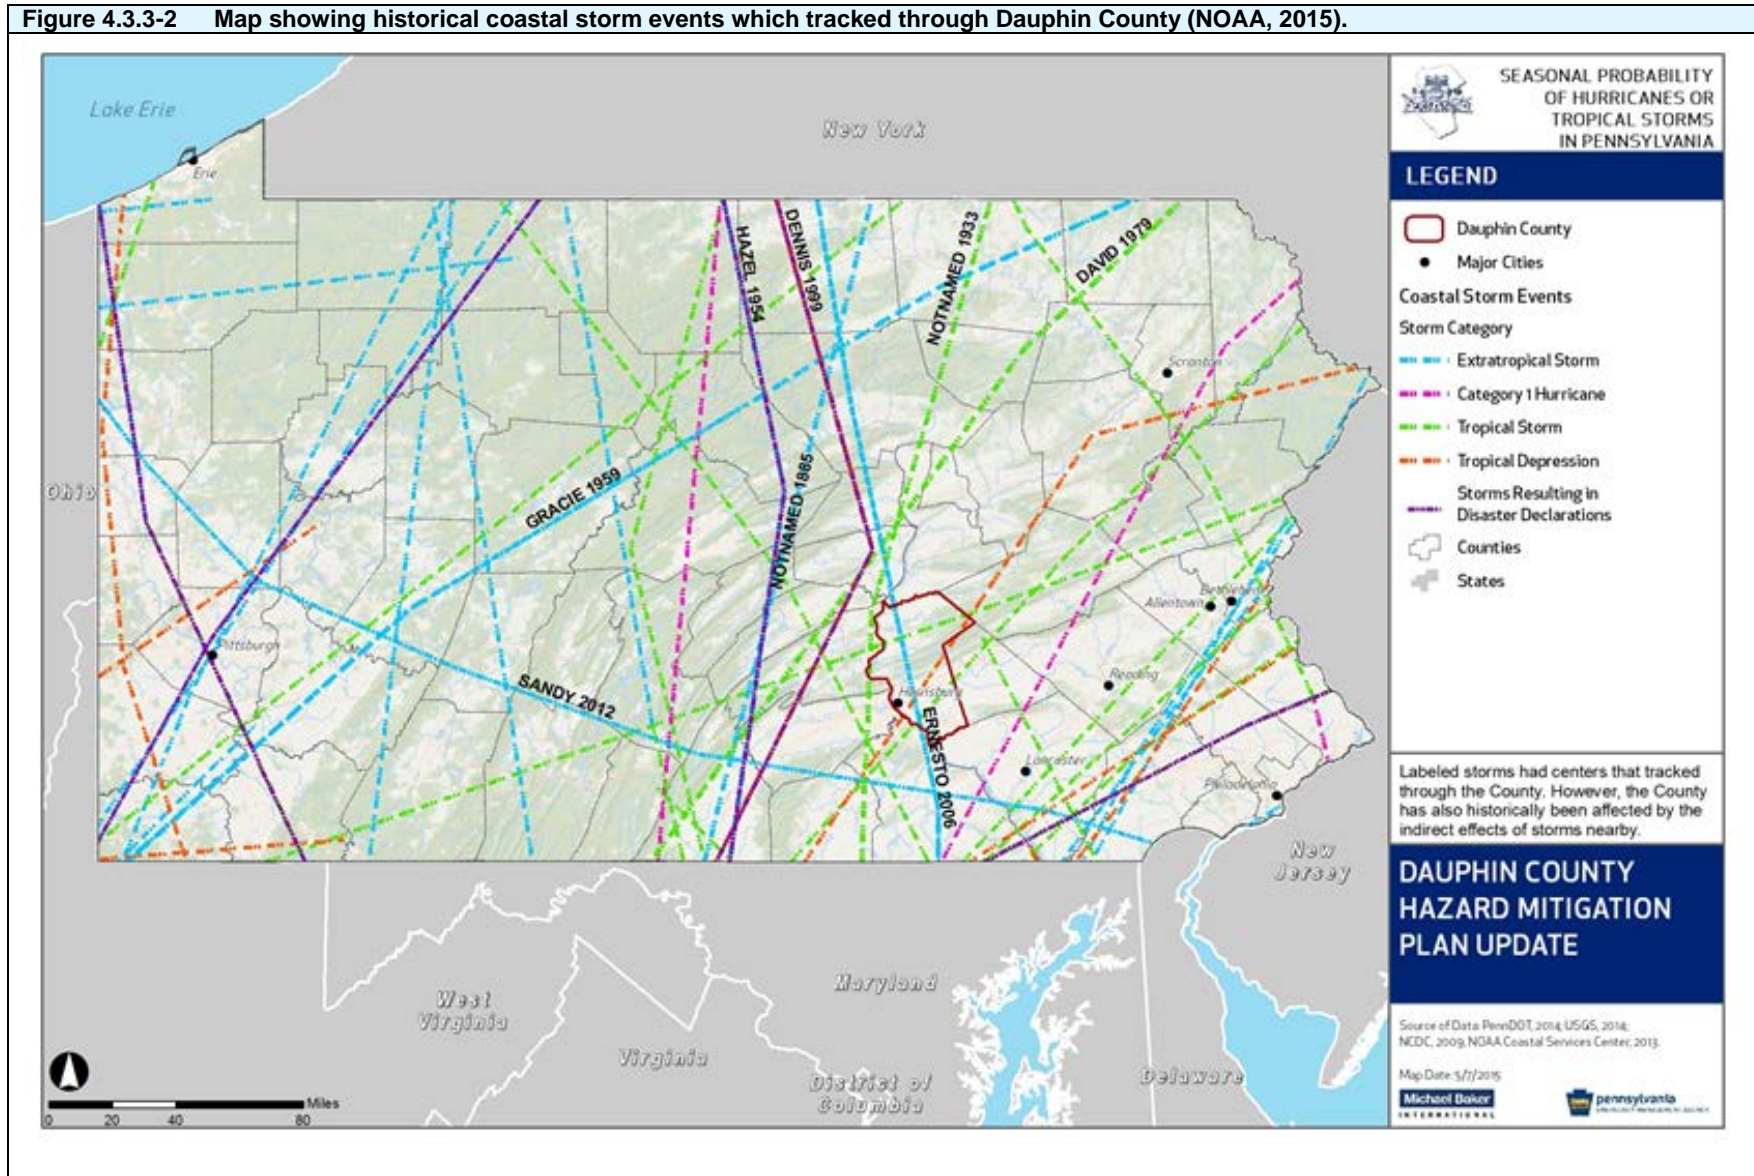 Figure 4.3.3-2 Map showing historical coastal storm events which tracked through Dauphin County (NOAA, 2015).
Lake Erie
New York
Erie
HAZEL 1954
DENNIS 1999
NOTNAMED 1933
DAVID 1979
Scranton
Ohio
GRACIE 1959
NOTNAMED 1885
Bethlehem
Allentown
Pittsburgh
Reading
SANDY 2012
Harrisburg
ERNESTO 2006
Lancaster
Philadelphia
New
Jersey
Maryland
West
Virginia
Virginia
District of
Columbia
Delaware
Miles
0 20 40 80
SEASONAL PROBABILITY
OF HURRICANES OR
TROPICAL STORMS
IN PENNSYLVANIA
LEGEND
Dauphin County
Major Cities
Coastal Storm Events
Storm Category
Extratropical Storm
Category 1 Hurricane
Tropical Storm
Tropical Depression
Storms Resulting in
Disaster Declarations
Counties
States
Labeled storms had centers that tracked
through the County. However, the County
has also historically been affected by the
indirect effects of storms nearby.
DAUPHIN COUNTY
HAZARD MITIGATION
PLAN UPDATE
Source of Data: PennDOT, 2014; USGS, 2014;
NCDC, 2009; NOAA Coastal Services Center, 2013.
Map Date: 5/7/2015
Michael Baker
INTERNATIONAL
pennsylvania